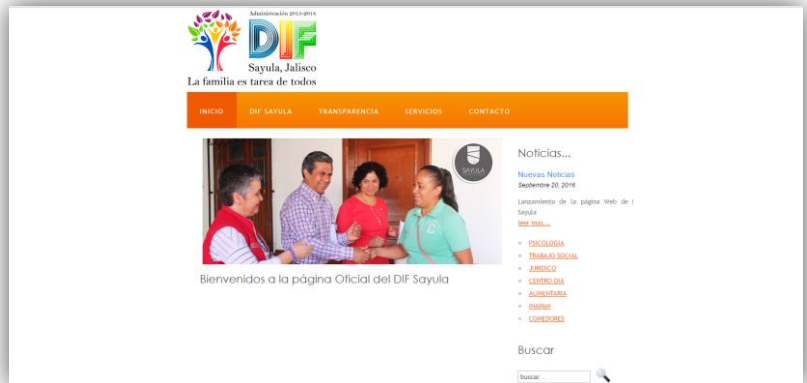 Administración 2015-2018
DIF
Sayula, Jalisco
La familia es tarea de todos
INICIO DIF SAYULA TRANSPARENCIA SERVICIOS CONTACTO
SAYULA
Bienvenidos a la página Oficial del DIF Sayula
Noticias...
Nuevas Noticias
Septiembre 20, 2016
Lanzamiento de la página Web de
Sayula
leer mas...
PSICOLOGIA
TRABAJO SOCIAL
JURIDICO
CENTRO DIA
ALIMENTARIA
INAPAM
COMEDORES
Buscar
buscar...